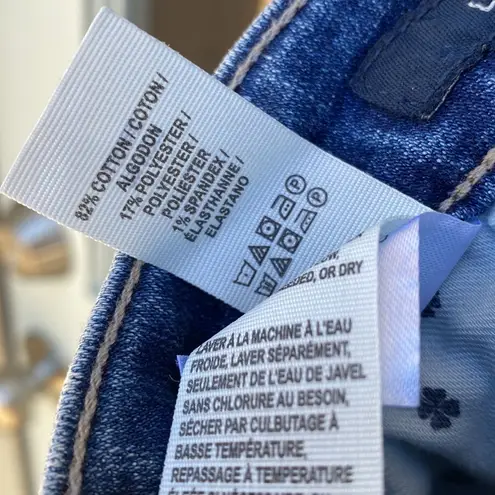 82% COTTON / COTON /
ALGODON
17% POLYESTER /
POLYESTER /
POLIÉSTER
1% SPANDEX /
ÉLASTHANNE /
ELASTANO
OR DRY
LAVER À LA MACHINE À L'EAU
FROIDE, LAVER SÉPARÉMENT,
SEULEMENT DE L'EAU DE JAVEL
SANS CHLORURE AU BESOIN,
SÉCHER PAR CULBUTAGE À
BASSE TEMPÉRATURE,
REPASSAGE À TEMPÉRATURE